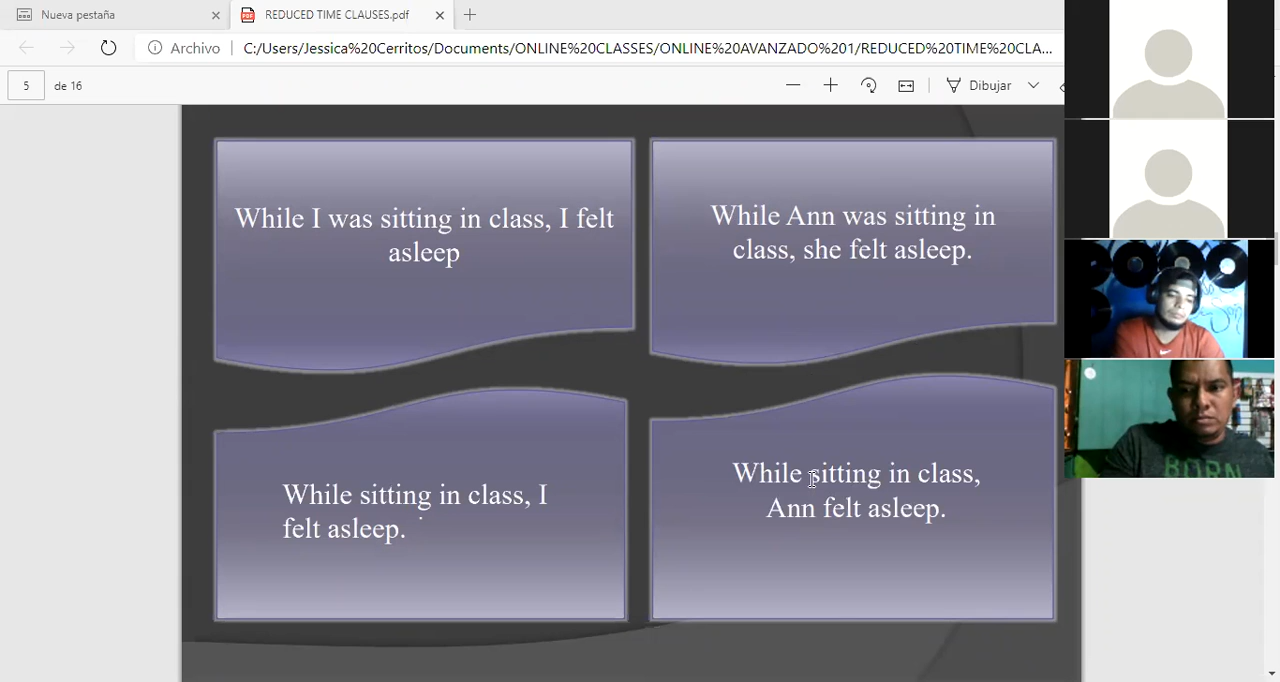 Nueva pestaña
REDUCED TIME CLAUSES.pdf
Archivo
C:/Users/Jessica%20Cerritos/Documents/ONLINE%20CLASSES/ONLINE%20AVANZADO%201/REDUCED%20TIME%20CLA...
5 de 16
Dibujar
While I was sitting in class, I felt
asleep
While Ann was sitting in
class, she felt asleep.
While sitting in class, I
felt asleep.
While sitting in class,
Ann felt asleep.
BORN